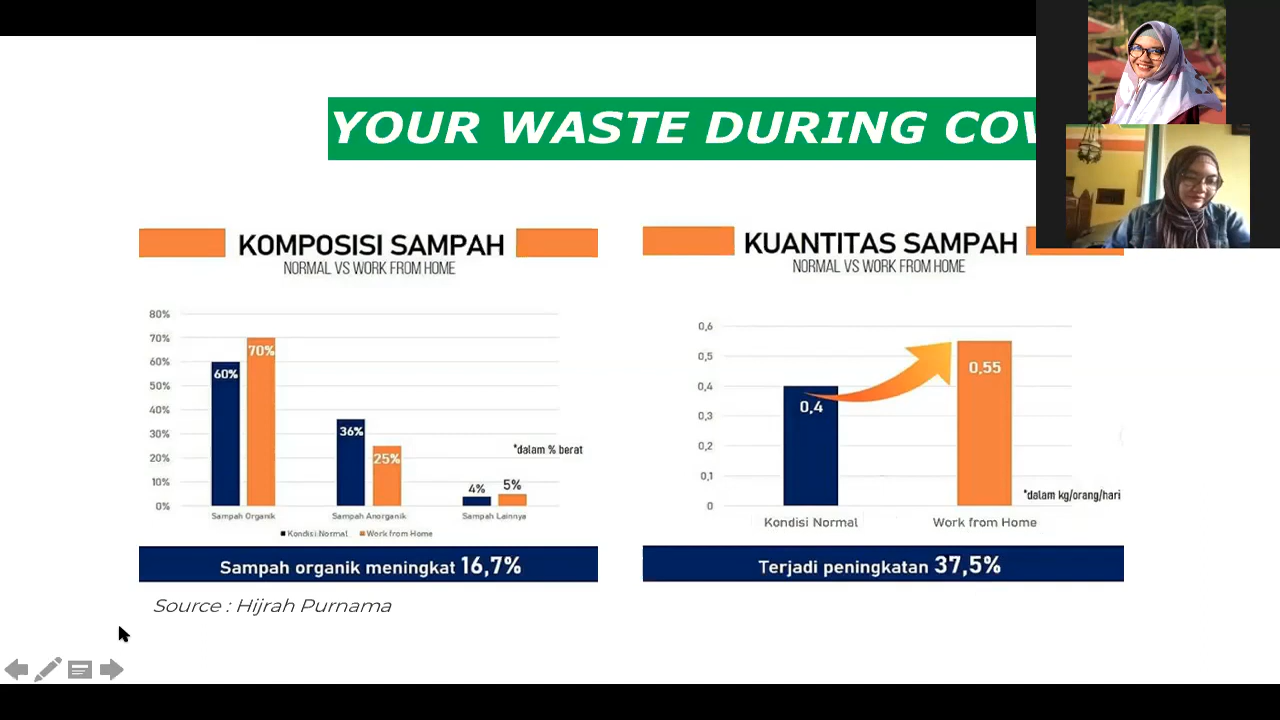 YOUR WASTE DURING COV
KOMPOSISI SAMPAH
NORMAL VS WORK FROM HOME
80%
70%
60%
50%
40%
30%
20%
10%
0%
60%
70%
36%
25%
4%
5%
*dalam % berat
Sampah Organik
Sampah Anorganik
Sampah Lainnya
Kondisi Normal
Work from Home
Sampah organik meningkat 16,7%
Source : Hijrah Purnama
KUANTITAS SAMPAH
NORMAL VS WORK FROM HOME
0,6
0,5
0,4
0,3
0,2
0,1
0
0,4
0,55
*dalam kg/orang/hari
Kondisi Normal
Work from Home
Terjadi peningkatan 37,5%